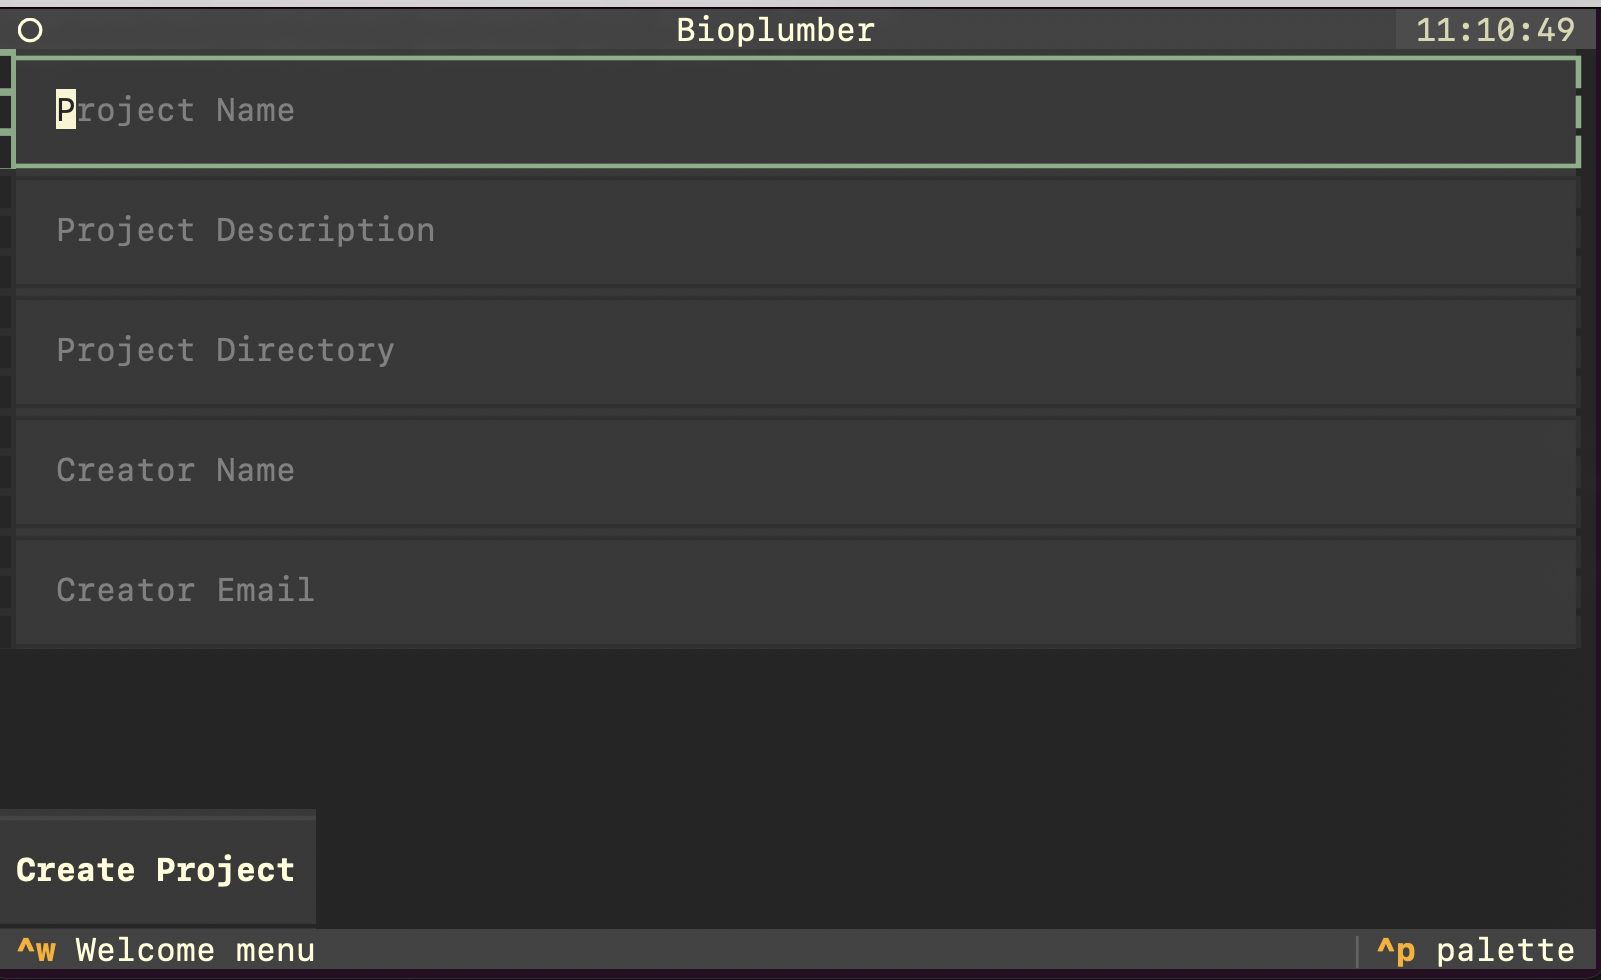 Bioplumber 11:10:49
Project Name
Project Description
Project Directory
Creator Name
Creator Email
Create Project
^w Welcome menu ^p palette